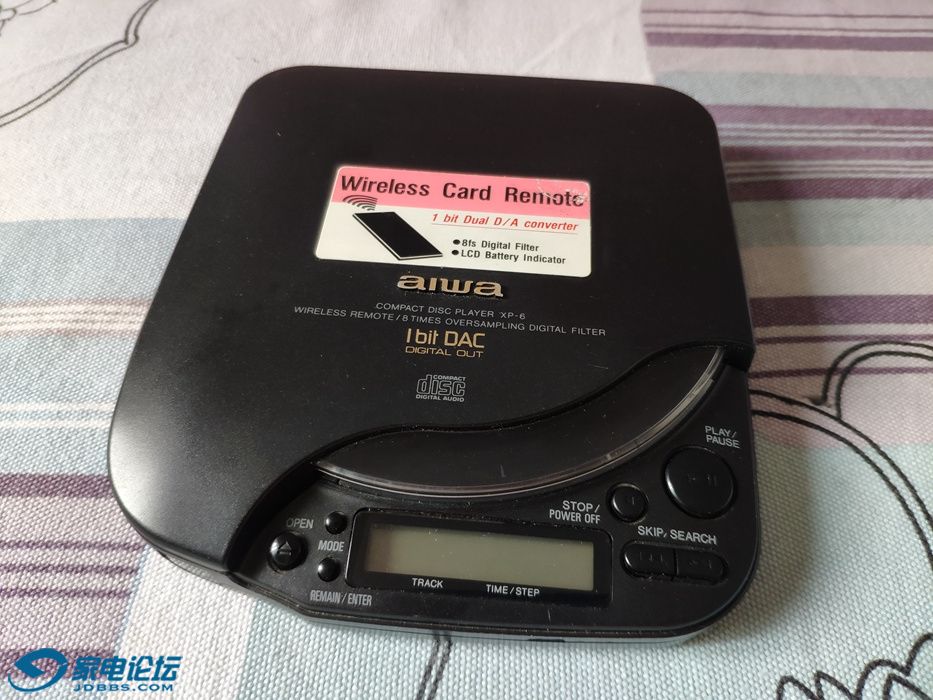 Wireless Card Remote
1 bit Dual D/A converter
●8fs Digital Filter
●LCD Battery Indicator
aiwa
COMPACT DISC PLAYER XP-6
WIRELESS REMOTE/8 TIMES OVERSAMPLING DIGITAL FILTER
1 bit DAC
DIGITAL OUT
COMPACT
disc
DIGITAL AUDIO
PLAY/
PAUSE
STOP/
POWER OFF
SKIP/SEARCH
OPEN
MODE
REMAIN/ENTER
TRACK
TIME/STEP
家电论坛
JDBBS.COM